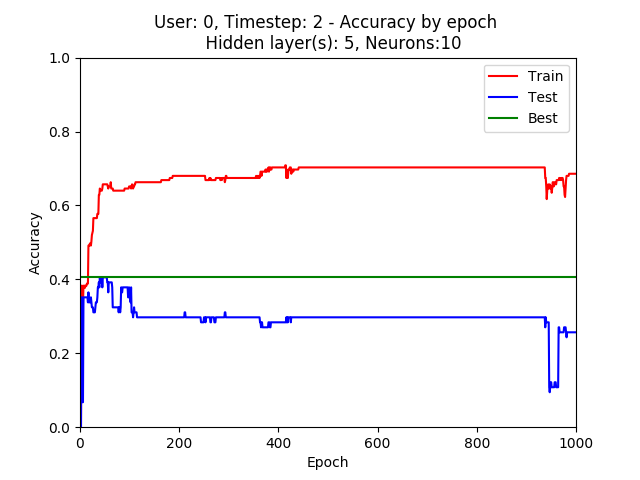 User: 0, Timestep: 2 - Accuracy by epoch
Hidden layer(s): 5, Neurons:10
1.0
0.8
0.6
0.4
0.2
0.0
Accuracy
Train
Test
Best
0 200 400 600 800 1000
Epoch